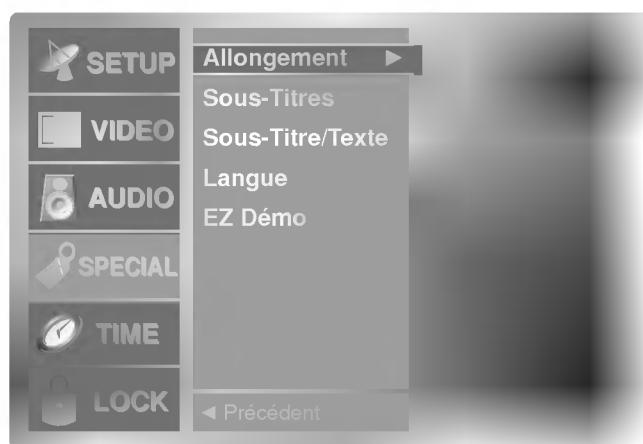 SETUP
VIDEO
AUDIO
SPECIAL
TIME
LOCK
Allongement ►
Sous-Titres
Sous-Titre/Texte
Langue
EZ Démo
◄ Précédent